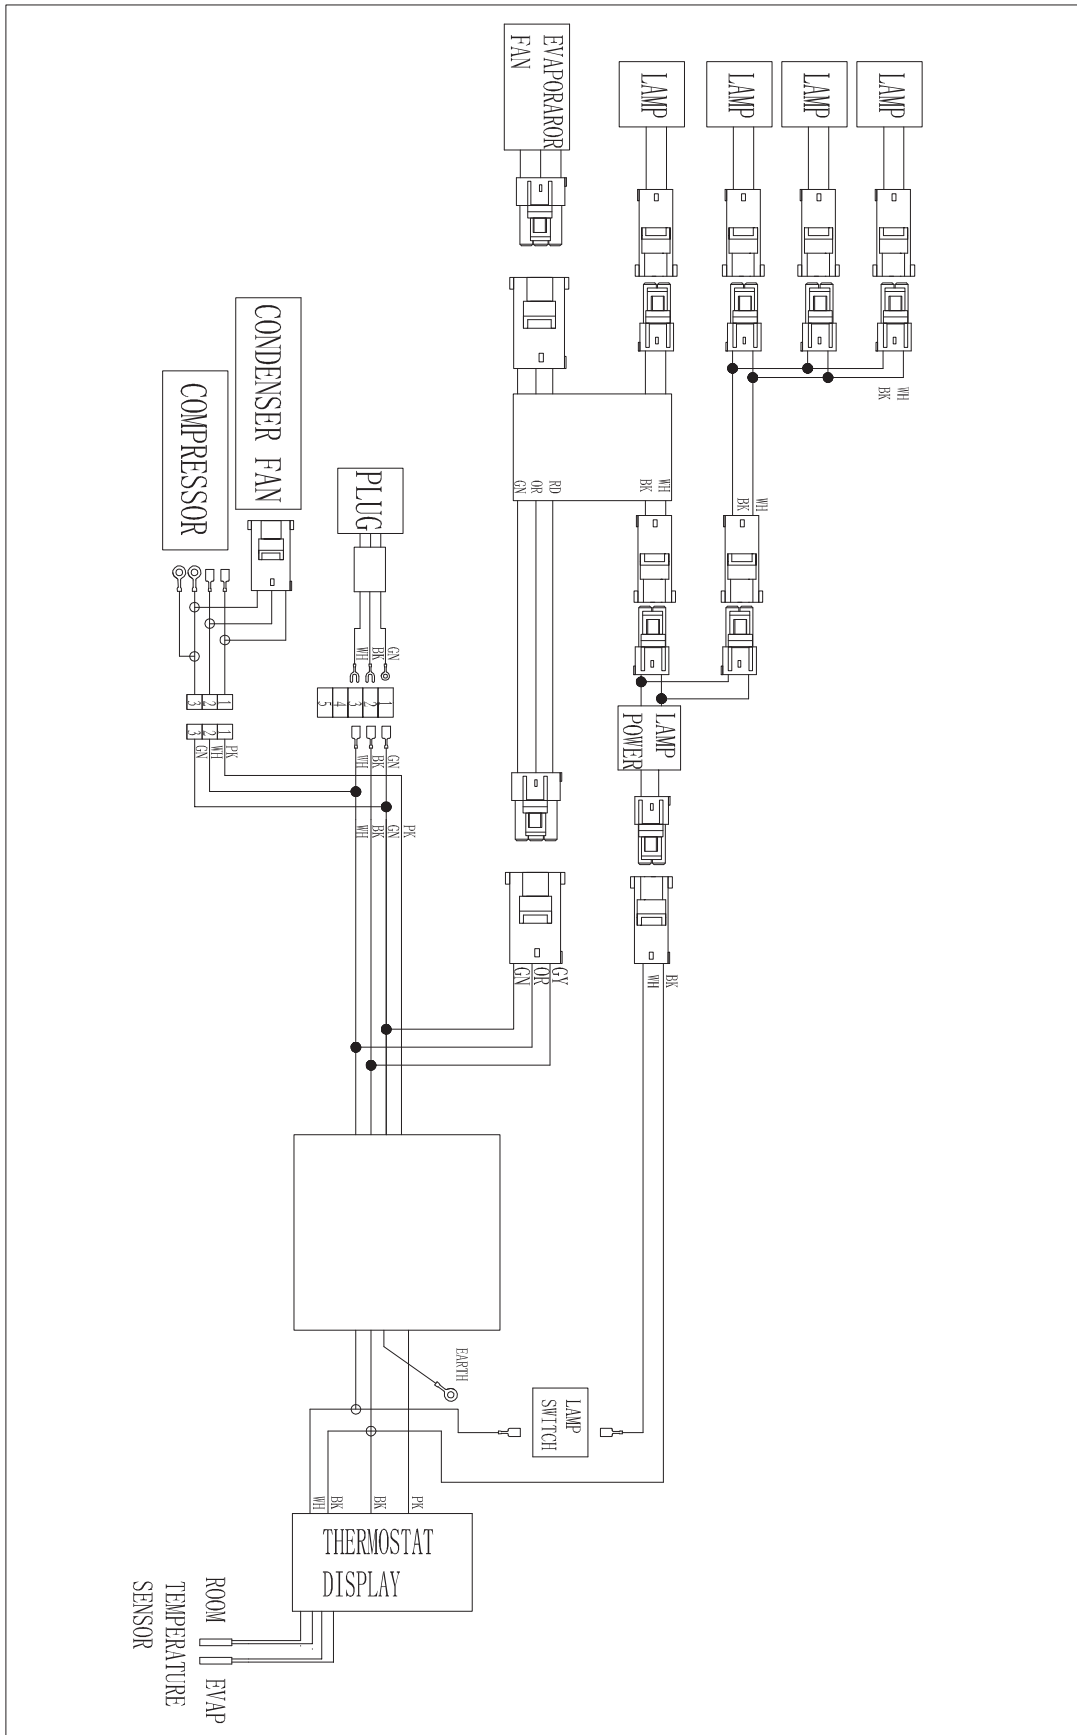 EVAPORAROR
FAN
LAMP
LAMP
LAMP
LAMP
WH
BK
WH
BK
WH
BK
RD
OR
GN
CONDENSER FAN
COMPRESSOR
PLUG
GN
BK
WH
1
2
3
4
5
1
2
3
1
2
3
PK
WH
GN
GN
BK
WH
PK
GN
BK
WH
LAMP
POWER
GY
OR
GN
BK
WH
EARTH
LAMP
SWITCH
WH
BK
BK
PK
THERMOSTAT
DISPLAY
ROOM EVAP
TEMPERATURE
SENSOR